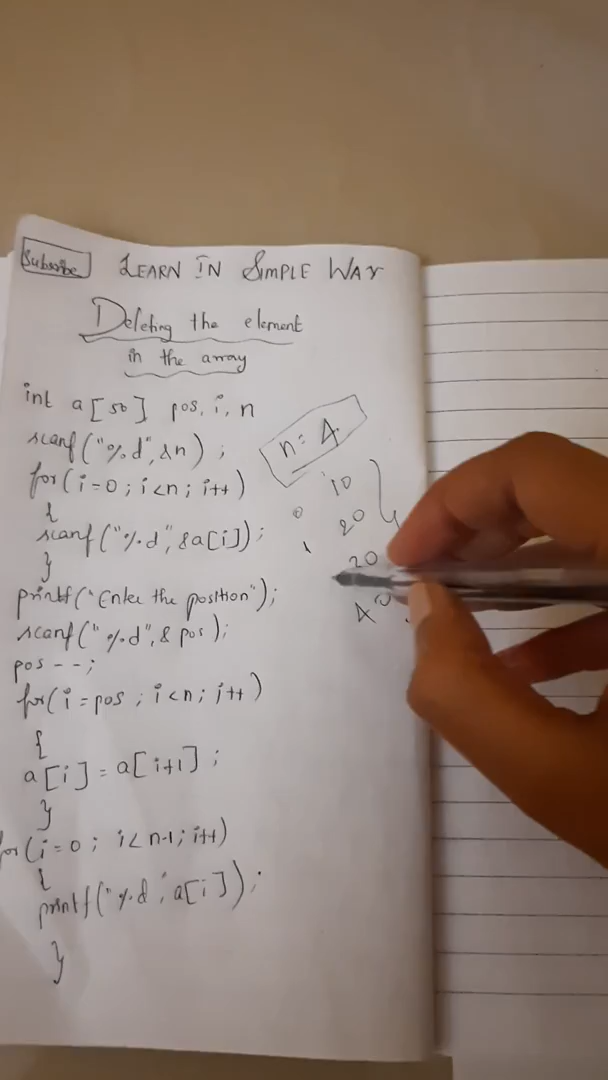 Subscribe
LEARN IN SIMPLE WAY
Deleting the element
in the array
int a[50] pos, i, n
scanf("%d", &n) ;
n = 4
for(i=0 ; i<n ; i++)
{
scanf("%d", &a[i]);
}
10
0 20
1 20
40
printf("Enter the position");
scanf("%d", & pos);
pos --;
for(i = pos ; i<n ; i++)
{
a[i] = a[i+1] ;
}
for(i=0 ; i< n-1; i++)
{
printf("%d", a[i]);
}